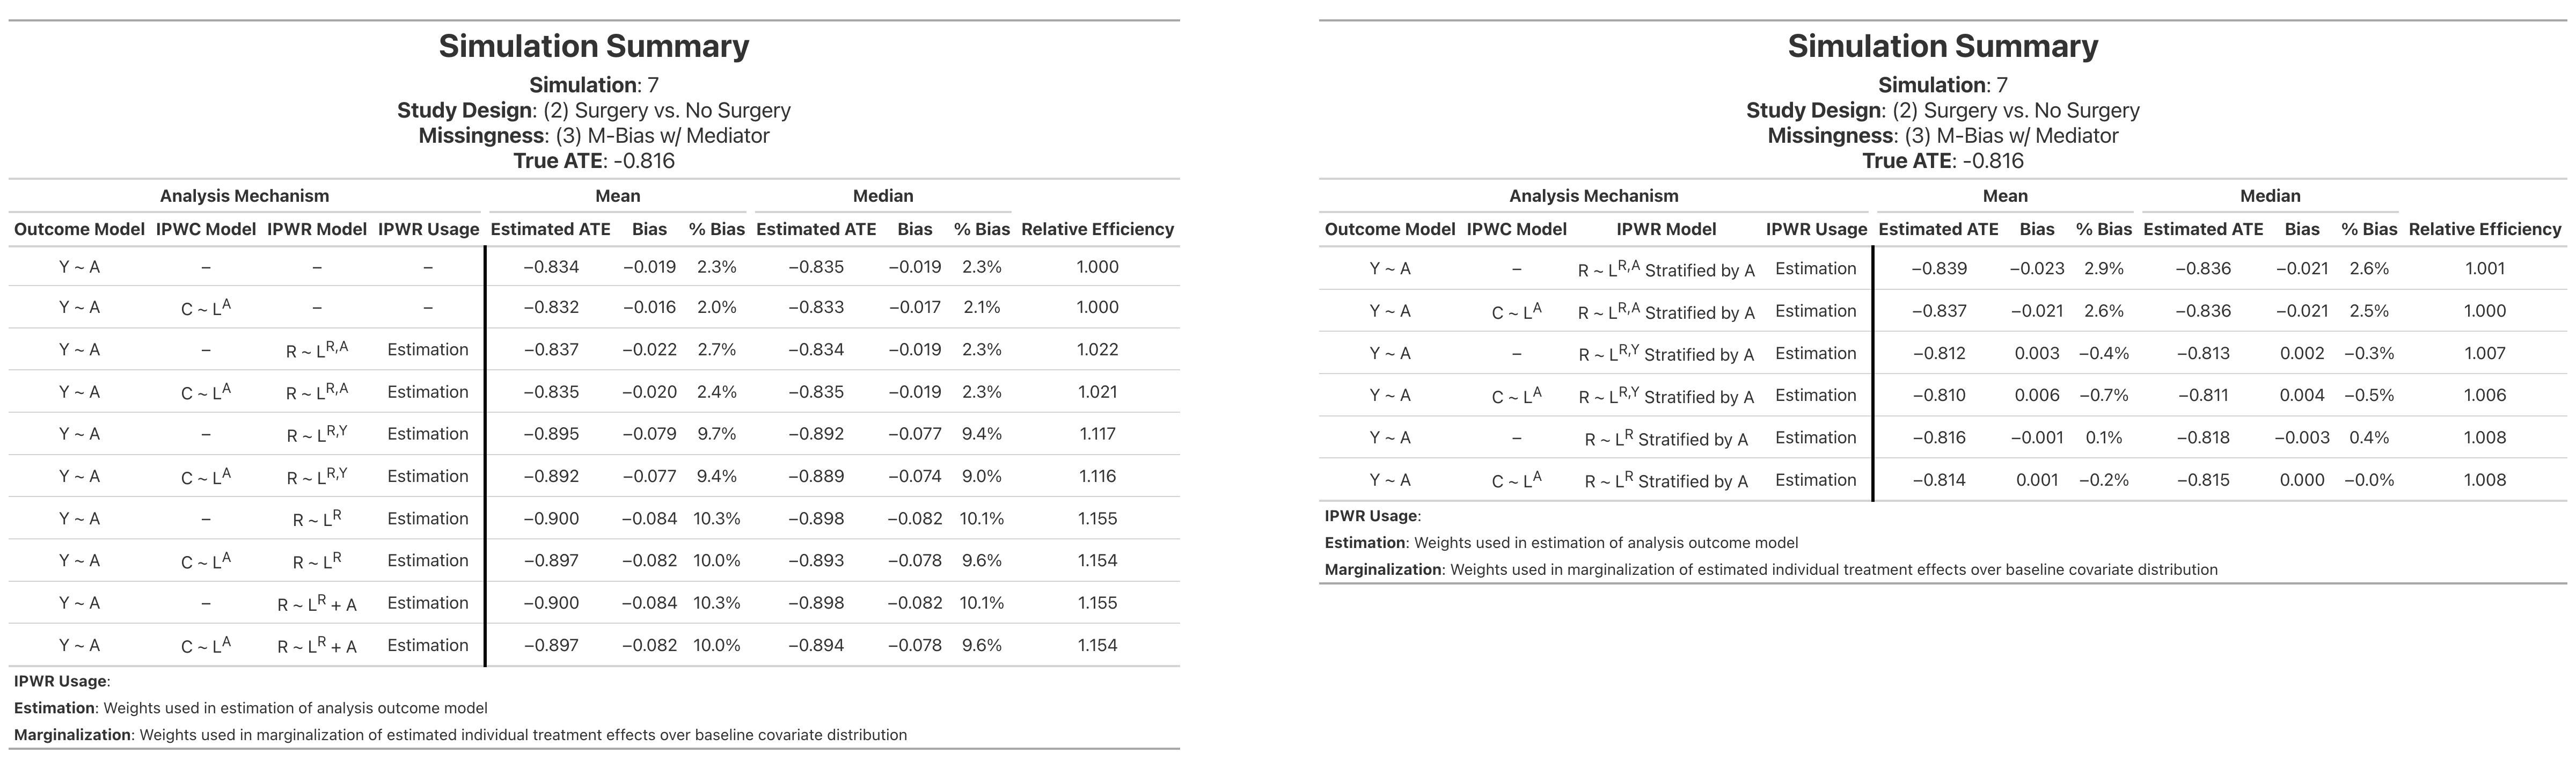 Simulation Summary
Simulation: 7
Study Design: (2) Surgery vs. No Surgery
Missingness: (3) M-Bias w/ Mediator
True ATE: -0.816
Analysis Mechanism Mean Median
Outcome Model IPWC Model IPWR Model IPWR Usage Estimated ATE Bias % Bias Estimated ATE Bias % Bias Relative Efficiency
Y ~ A – – – −0.834 −0.019 2.3% −0.835 −0.019 2.3% 1.000
Y ~ A C ~ L^A – – −0.832 −0.016 2.0% −0.833 −0.017 2.1% 1.000
Y ~ A – R ~ L^R,A Estimation −0.837 −0.022 2.7% −0.834 −0.019 2.3% 1.022
Y ~ A C ~ L^A R ~ L^R,A Estimation −0.835 −0.020 2.4% −0.835 −0.019 2.3% 1.021
Y ~ A – R ~ L^R,Y Estimation −0.895 −0.079 9.7% −0.892 −0.077 9.4% 1.117
Y ~ A C ~ L^A R ~ L^R,Y Estimation −0.892 −0.077 9.4% −0.889 −0.074 9.0% 1.116
Y ~ A – R ~ L^R Estimation −0.900 −0.084 10.3% −0.898 −0.082 10.1% 1.155
Y ~ A C ~ L^A R ~ L^R Estimation −0.897 −0.082 10.0% −0.893 −0.078 9.6% 1.154
Y ~ A – R ~ L^R + A Estimation −0.900 −0.084 10.3% −0.898 −0.082 10.1% 1.155
Y ~ A C ~ L^A R ~ L^R + A Estimation −0.897 −0.082 10.0% −0.894 −0.078 9.6% 1.154
IPWR Usage:
Estimation: Weights used in estimation of analysis outcome model
Marginalization: Weights used in marginalization of estimated individual treatment effects over baseline covariate distribution
Simulation Summary
Simulation: 7
Study Design: (2) Surgery vs. No Surgery
Missingness: (3) M-Bias w/ Mediator
True ATE: -0.816
Analysis Mechanism Mean Median
Outcome Model IPWC Model IPWR Model IPWR Usage Estimated ATE Bias % Bias Estimated ATE Bias % Bias Relative Efficiency
Y ~ A – R ~ L^R,A Stratified by A Estimation −0.839 −0.023 2.9% −0.836 −0.021 2.6% 1.001
Y ~ A C ~ L^A R ~ L^R,A Stratified by A Estimation −0.837 −0.021 2.6% −0.836 −0.021 2.5% 1.000
Y ~ A – R ~ L^R,Y Stratified by A Estimation −0.812 0.003 −0.4% −0.813 0.002 −0.3% 1.007
Y ~ A C ~ L^A R ~ L^R,Y Stratified by A Estimation −0.810 0.006 −0.7% −0.811 0.004 −0.5% 1.006
Y ~ A – R ~ L^R Stratified by A Estimation −0.816 −0.001 0.1% −0.818 −0.003 0.4% 1.008
Y ~ A C ~ L^A R ~ L^R Stratified by A Estimation −0.814 0.001 −0.2% −0.815 0.000 −0.0% 1.008
IPWR Usage:
Estimation: Weights used in estimation of analysis outcome model
Marginalization: Weights used in marginalization of estimated individual treatment effects over baseline covariate distribution